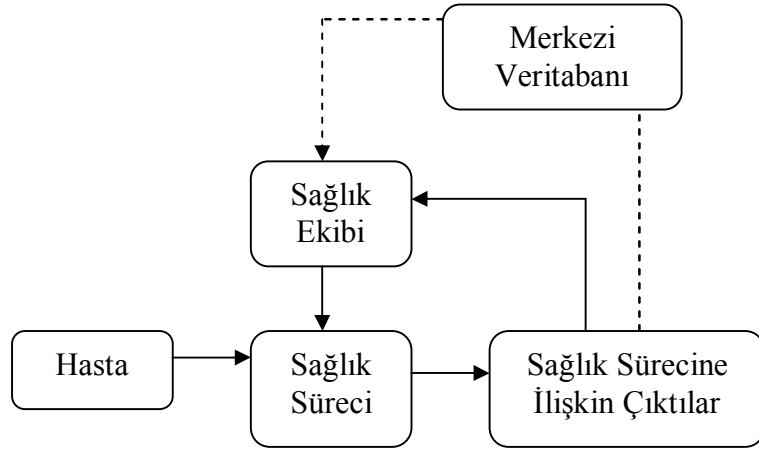 Merkezi
Veritabanı
Sağlık
Ekibi
Hasta
Sağlık
Süreci
Sağlık Sürecine
İlişkin Çıktılar